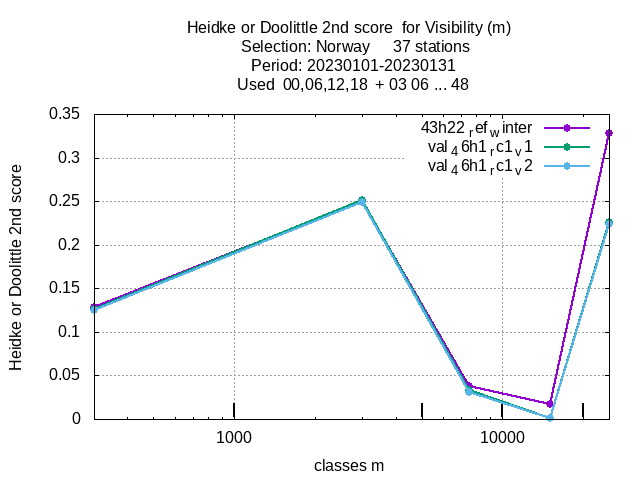 Heidke or Doolittle 2nd score for Visibility (m)
Selection: Norway 37 stations
Period: 20230101-20230131
Used 00,06,12,18 + 03 06 ... 48
0.35
0.3
0.25
0.2
0.15
0.1
0.05
0
Heidke or Doolittle 2nd score
43h22_ref_winter
val_46h1_rc1_v1
val_46h1_rc1_v2
1000
10000
classes m